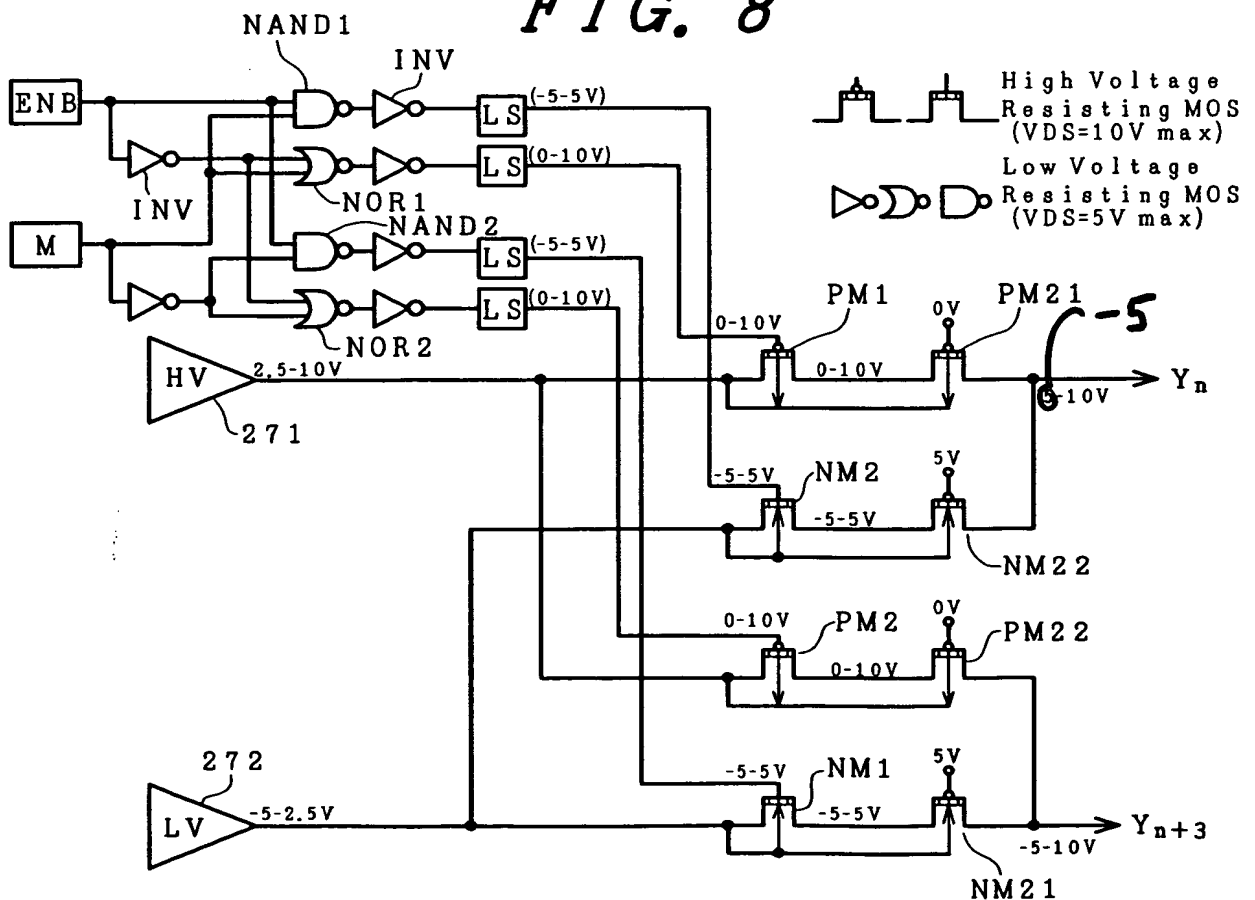 FIG. 8
NAND1
INV
ENB
LS
(-5-5V)
High Voltage
Resisting MOS
(VDS=10V max)
LS
(0-10V)
INV
NOR1
Low Voltage
Resisting MOS
(VDS=5V max)
M
NAND2
LS
(-5-5V)
LS
(0-10V)
NOR2
PM1
PM21
0V
-5
0-10V
HV
2.5-10V
0-10V
Yn
-10V
271
-5-5V
NM2
5V
-5-5V
NM22
0-10V
PM2
0V
PM22
0-10V
272
-5-5V
NM1
5V
LV
-5-2.5V
-5-5V
Yn+3
-5-10V
NM21